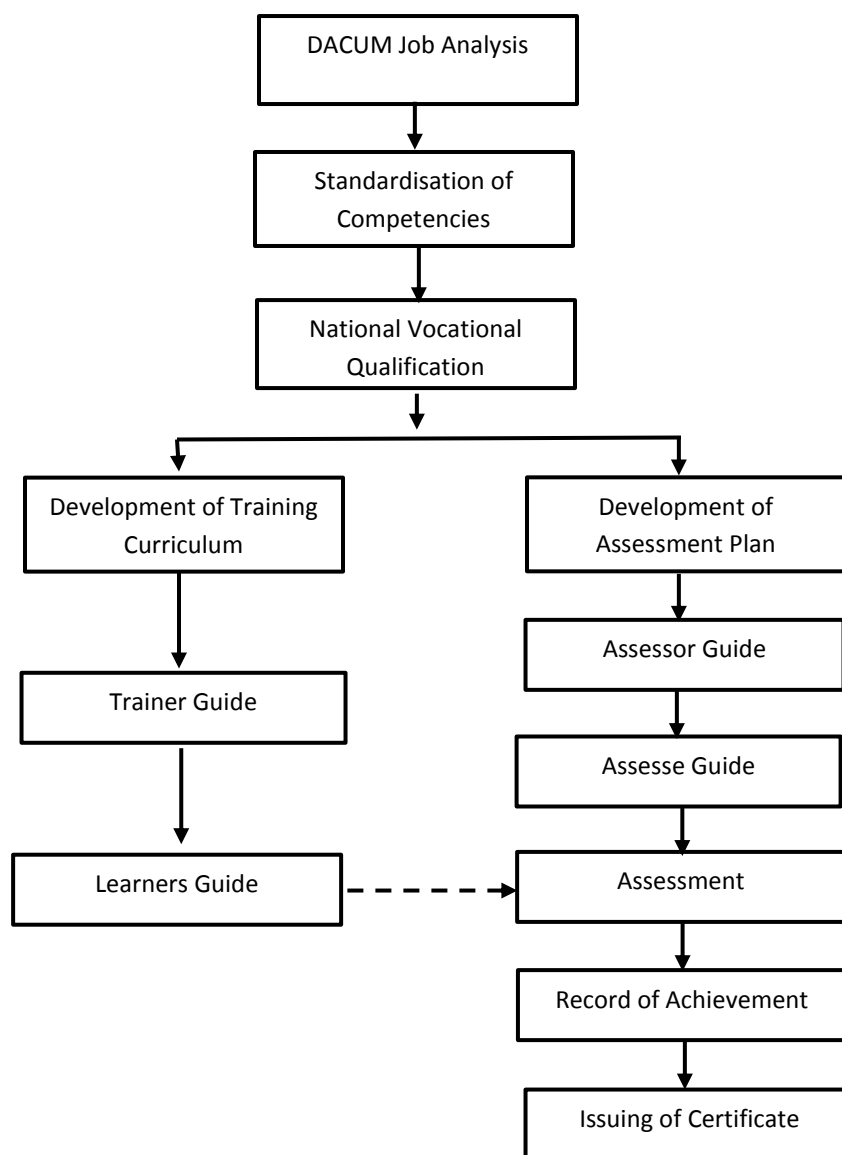 DACUM Job Analysis
Standardisation of
Competencies
National Vocational
Qualification
Development of Training
Curriculum
Trainer Guide
Learners Guide
Development of
Assessment Plan
Assessor Guide
Assesse Guide
Assessment
Record of Achievement
Issuing of Certificate